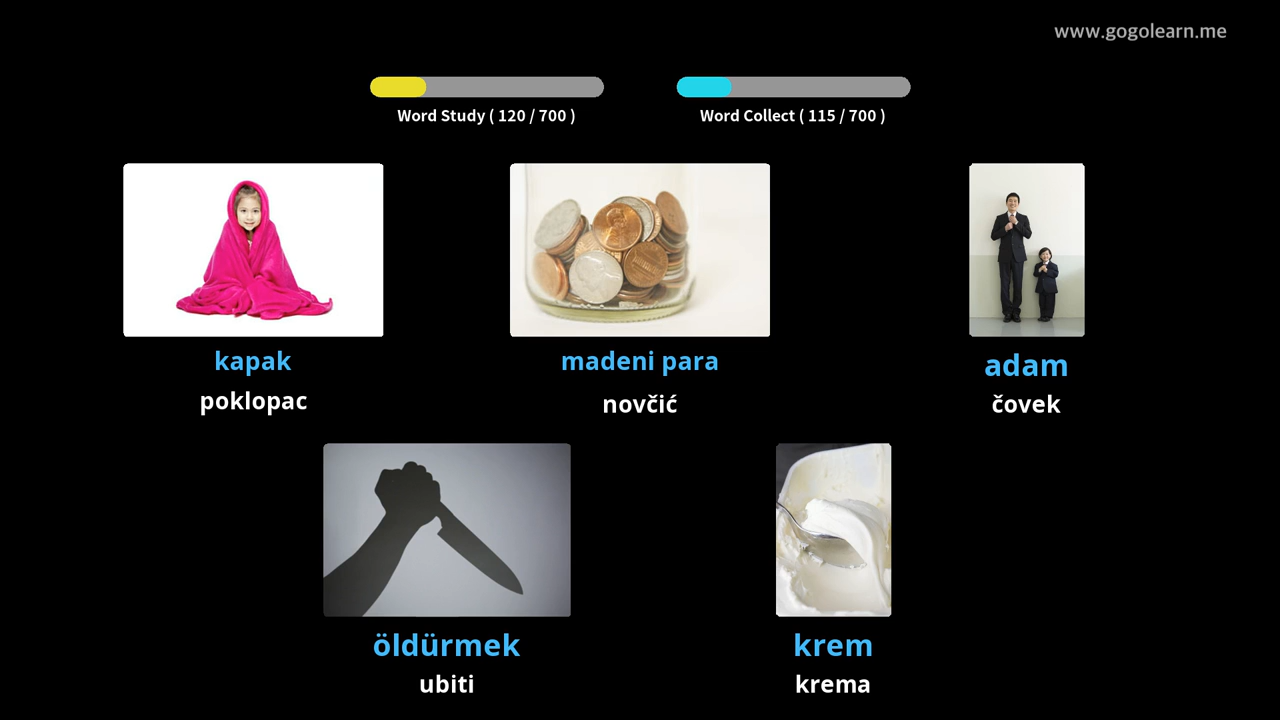 www.gogolearn.me
Word Study ( 120 / 700 )
Word Collect ( 115 / 700 )
kapak
poklopac
madeni para
novčić
adam
čovek
öldürmek
ubiti
krem
krema